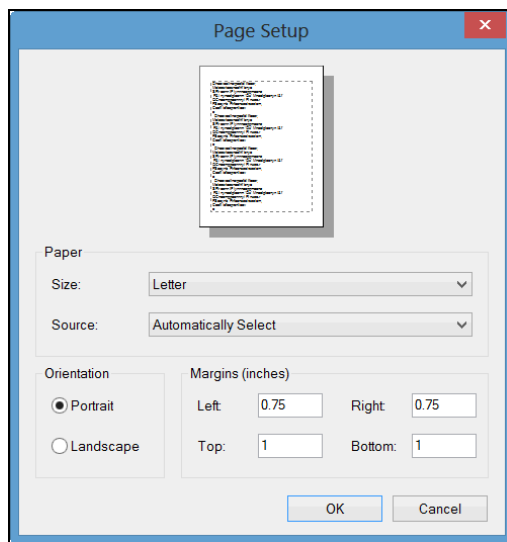 Page Setup
Paper
Size: Letter
Source: Automatically Select
Orientation
Portrait
Landscape
Margins (inches)
Left: 0.75 Right: 0.75
Top: 1 Bottom: 1
OK Cancel